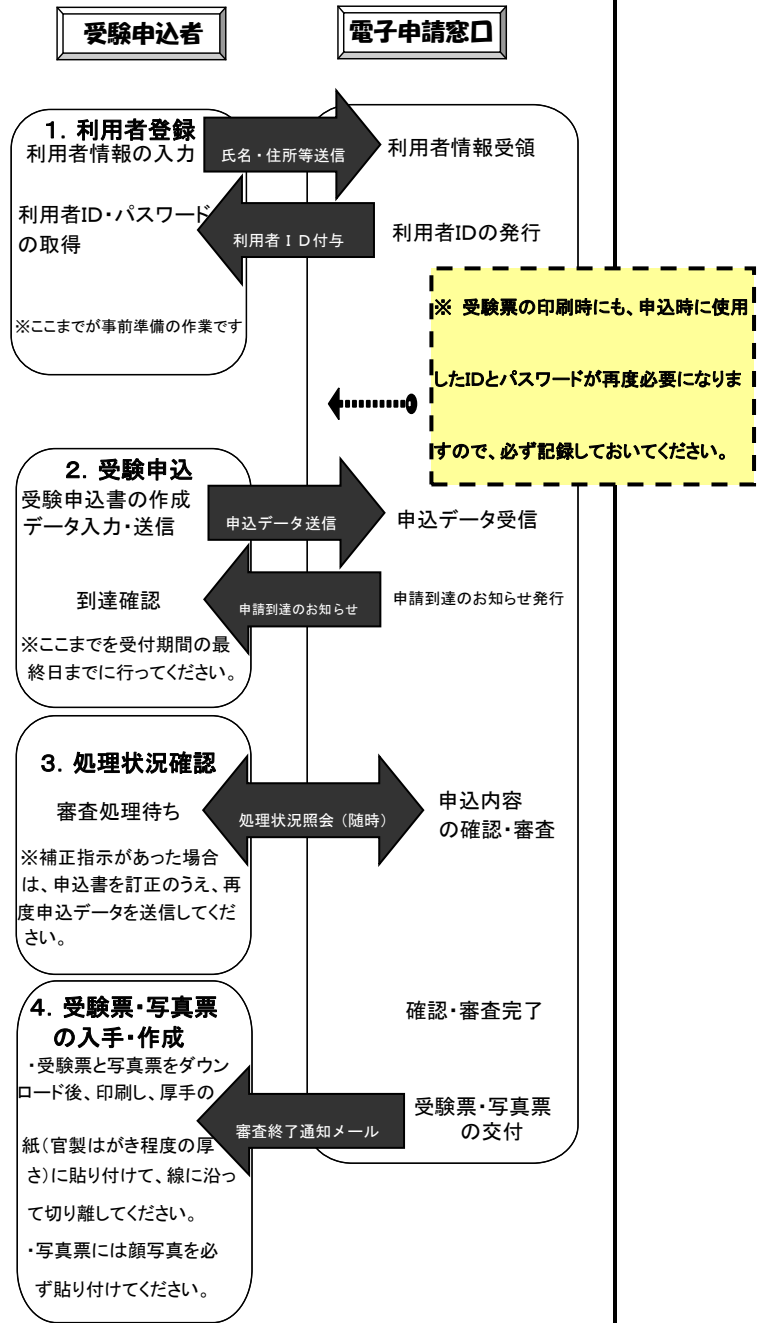 受験申込者
電子申請窓口
1．利用者登録
利用者情報の入力
氏名・住所等送信
利用者情報受領
利用者ID・パスワード
の取得
利用者ＩＤ付与
利用者IDの発行
※ここまでが事前準備の作業です
※ 受験票の印刷時にも、申込時に使用
したIDとパスワードが再度必要になりま
すので、必ず記録しておいてください。
2．受験申込
受験申込書の作成
データ入力・送信
申込データ送信
申込データ受信
到達確認
申請到達のお知らせ
申請到達のお知らせ発行
※ここまでを受付期間の最
終日までに行ってください。
3．処理状況確認
審査処理待ち
処理状況照会（随時）
申込内容
の確認・審査
※補正指示があった場合
は、申込書を訂正のうえ、再
度申込データを送信してくだ
さい。
4．受験票・写真票
の入手・作成
確認・審査完了
・受験票と写真票をダウン
ロード後、印刷し、厚手の
紙（官製はがき程度の厚
さ）に貼り付けて、線に沿っ
て切り離してください。
・写真票には顔写真を必
ず貼り付けてください。
審査終了通知メール
受験票・写真票
の交付